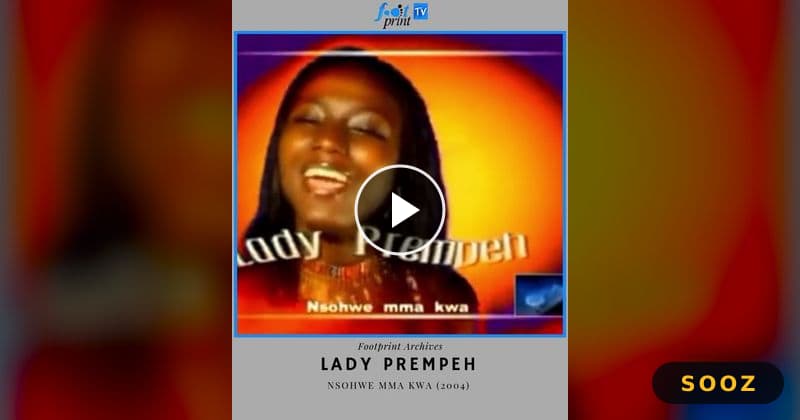 foot TV
print
Lady Prempeh
Nsohwe mma kwa
Footprint Archives
LADY PREMPEH
NSOHWE MMA KWA (2004)
SOOZ